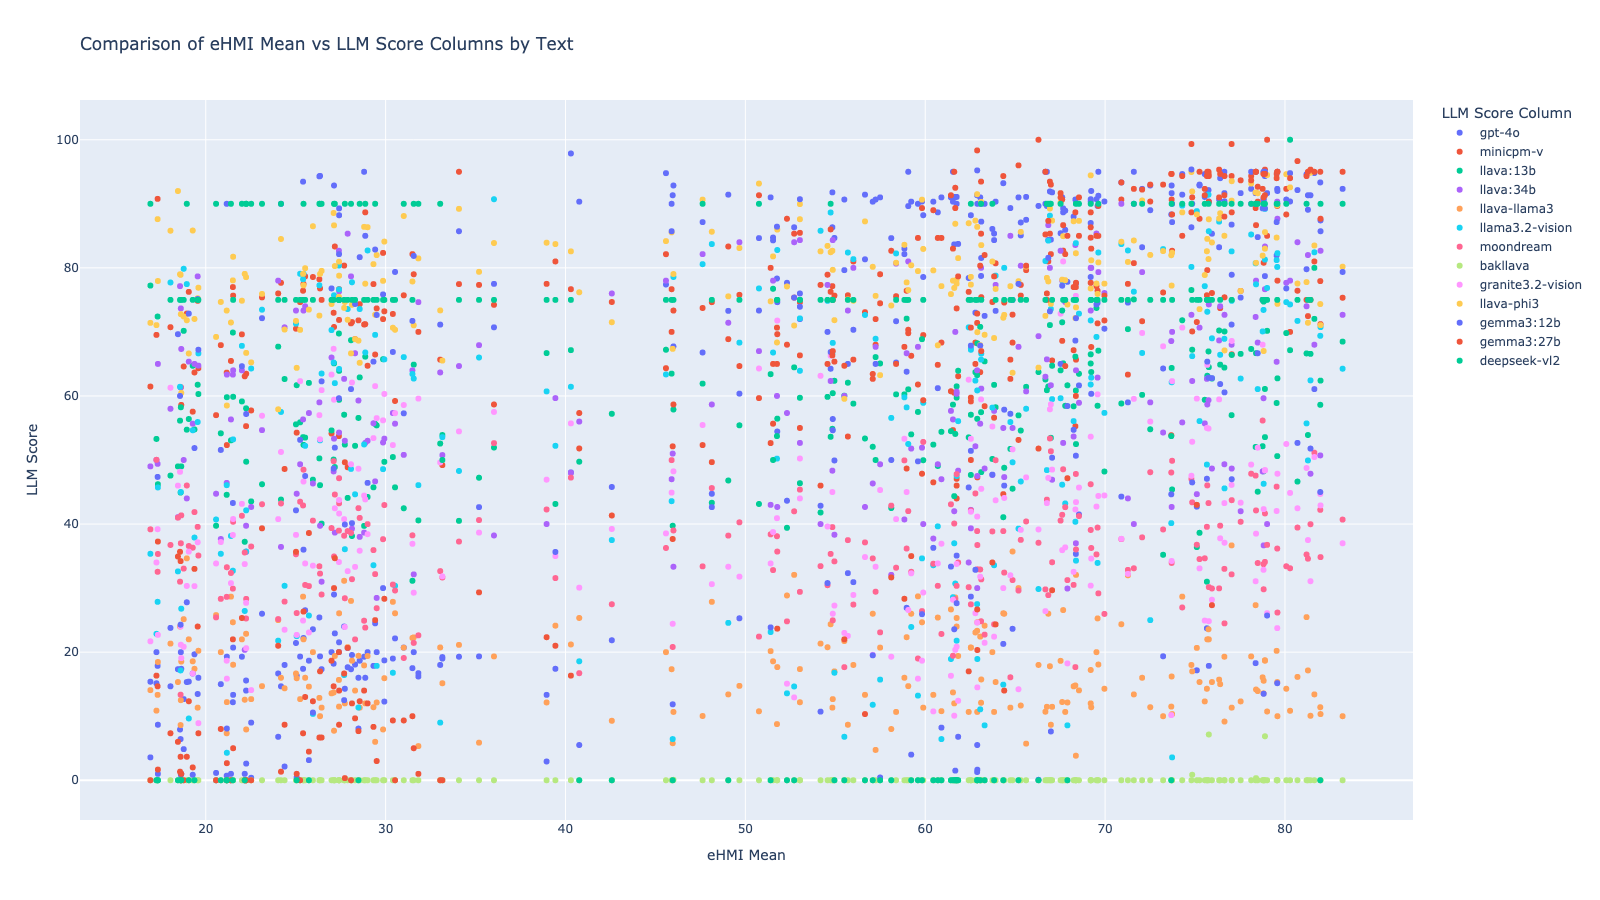 Comparison of eHMI Mean vs LLM Score Columns by Text
LLM Score Column
gpt-4o
minicpm-v
llava:13b
llava:34b
llava-llama3
llama3.2-vision
moondream
bakllava
granite3.2-vision
llava-phi3
gemma3:12b
gemma3:27b
deepseek-vl2
LLM Score
100
80
60
40
20
0
20
30
40
50
60
70
80
eHMI Mean